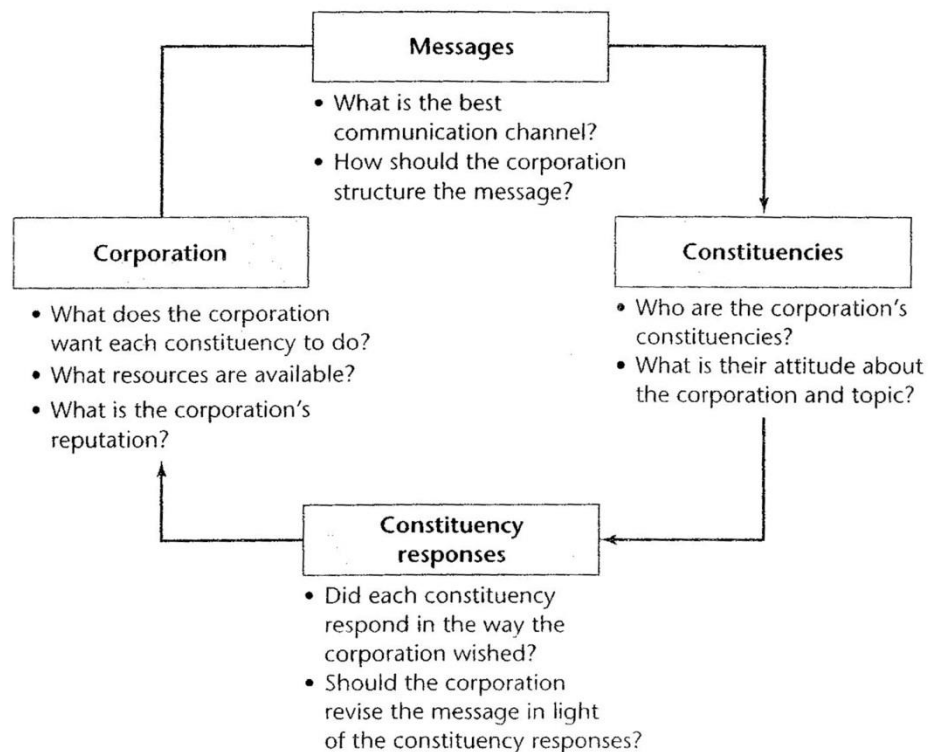 Messages
• What is the best
communication channel?
• How should the corporation
structure the message?
Corporation
• What does the corporation
want each constituency to do?
• What resources are available?
• What is the corporation's
reputation?
Constituencies
• Who are the corporation's
constituencies?
• What is their attitude about
the corporation and topic?
Constituency
responses
• Did each constituency
respond in the way the
corporation wished?
• Should the corporation
revise the message in light
of the constituency responses?